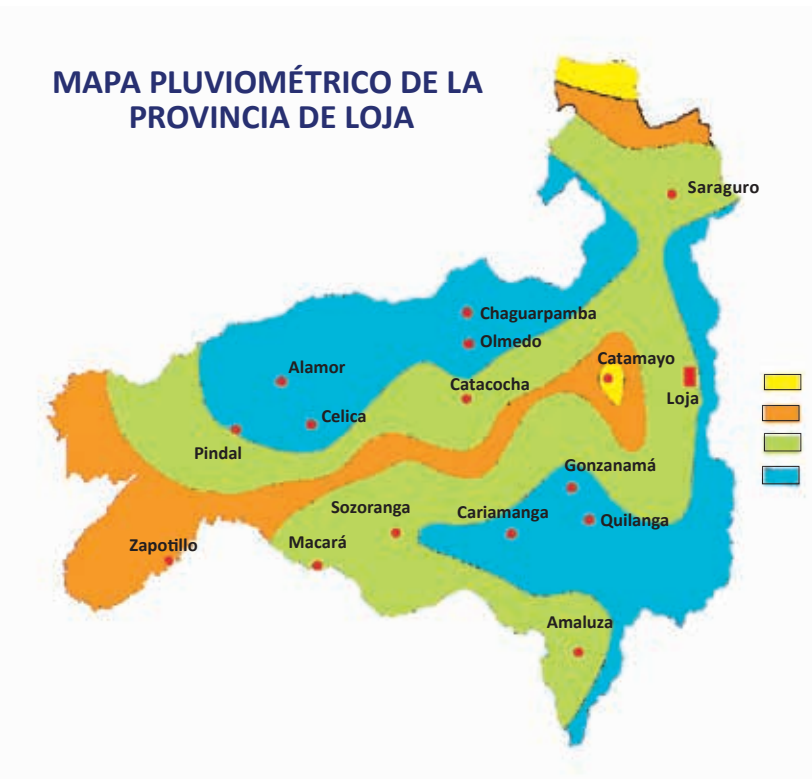 MAPA PLUVIOMÉTRICO DE LA
PROVINCIA DE LOJA
Saraguro
Chaguarpamba
Olmedo
Catamayo
Alamor
Catacocha
Loja
Celica
Pindal
Gonzanamá
Sozoranga
Cariamanga
Quilanga
Zapotillo
Macará
Amaluza